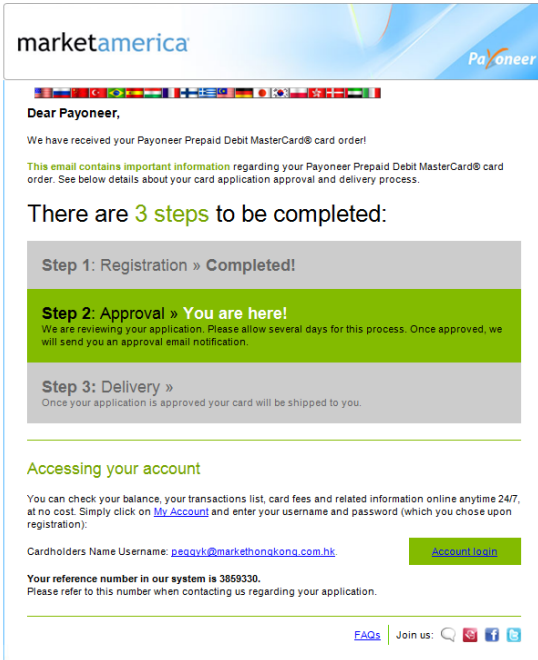 marketamerica
Payoneer
Dear Payoneer,
We have received your Payoneer Prepaid Debit MasterCard® card order!
This email contains important information regarding your Payoneer Prepaid Debit MasterCard® card
order. See below details about your card application approval and delivery process.
There are 3 steps to be completed:
Step 1: Registration » Completed!
Step 2: Approval » You are here!
We are reviewing your application. Please allow several days for this process. Once approved, we
will send you an approval email notification.
Step 3: Delivery »
Once your application is approved your card will be shipped to you.
Accessing your account
You can check your balance, your transactions list, card fees and related information online anytime 24/7,
at no cost. Simply click on My Account and enter your username and password (which you chose upon
registration):
Cardholders Name Username: peggyk@markethongkong.com.hk.
Account login
Your reference number in our system is 3859330.
Please refer to this number when contacting us regarding your application.
FAQs
Join us: